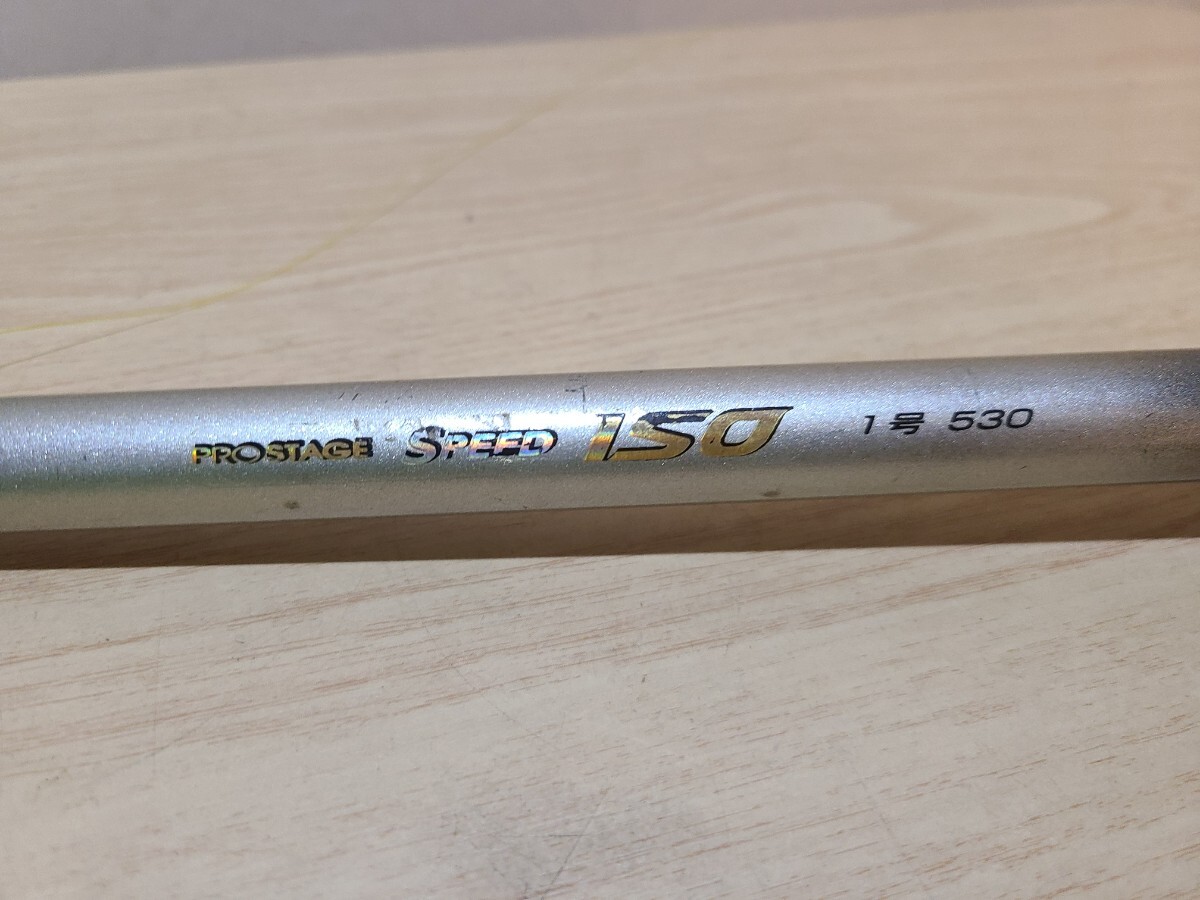 PROSTAGE SPEED ISO 1号 530